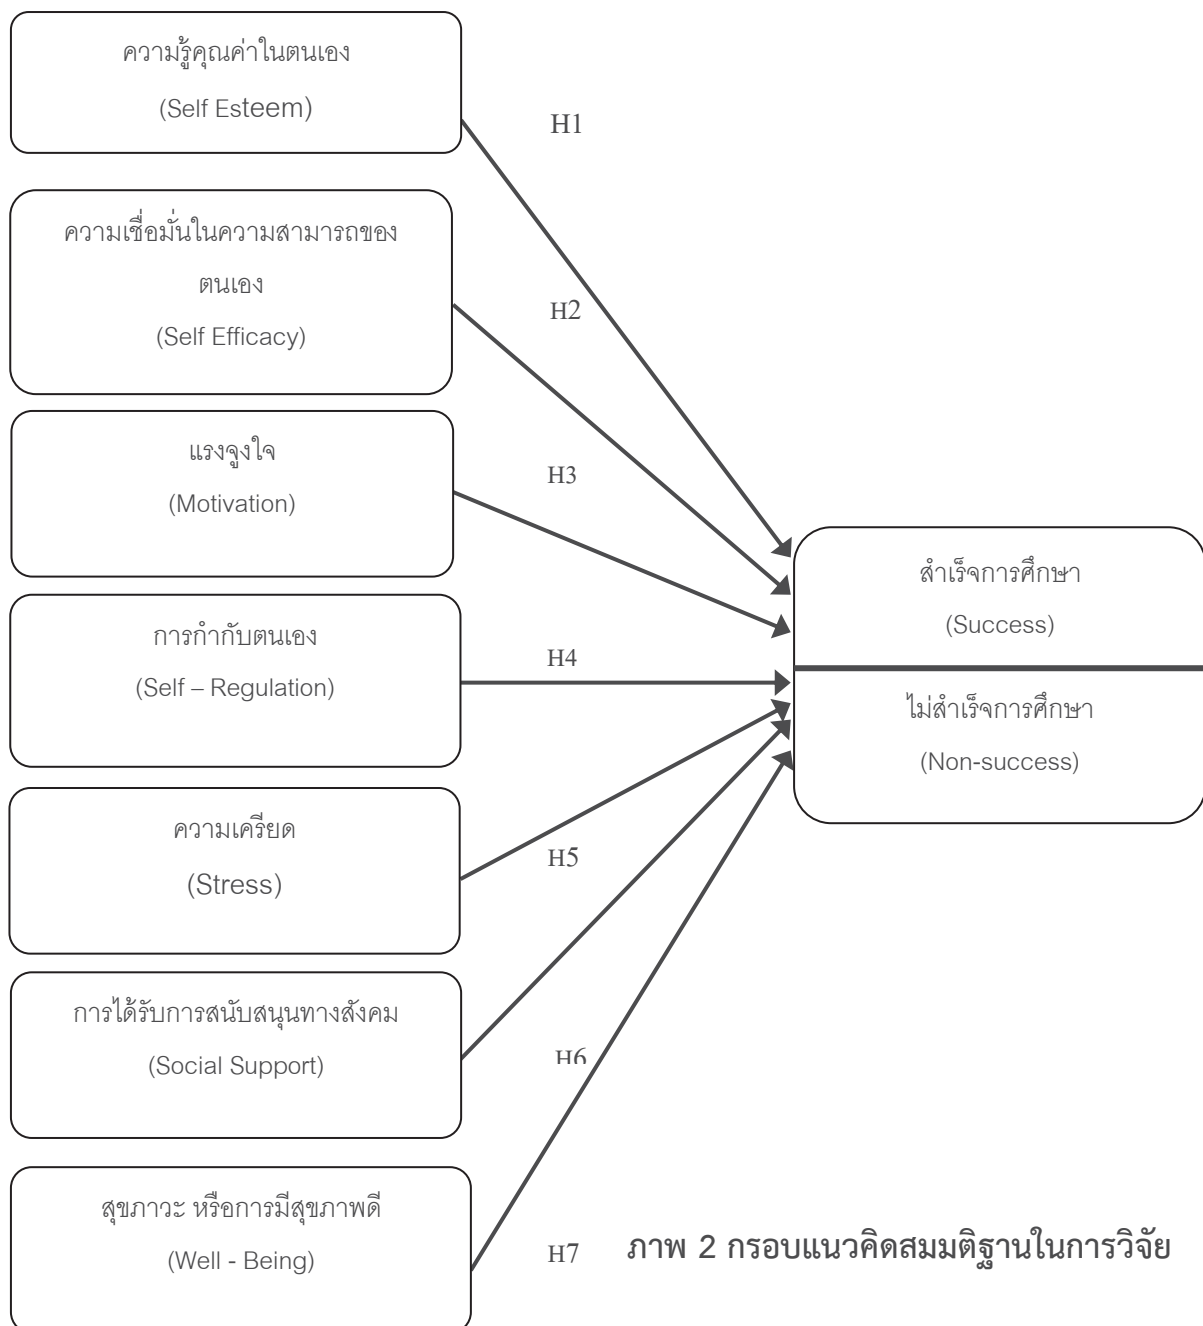 ความรู้คุณค่าในตนเอง
(Self Esteem)
H1
ความเชื่อมั่นในความสามารถของ
ตนเอง
(Self Efficacy)
H2
แรงจูงใจ
(Motivation)
H3
สำเร็จการศึกษา
(Success)
การกำกับตนเอง
(Self – Regulation)
H4
ไม่สำเร็จการศึกษา
(Non-success)
ความเครียด
(Stress)
H5
การได้รับการสนับสนุนทางสังคม
(Social Support)
H6
สุขภาวะ หรือการมีสุขภาพดี
(Well - Being)
H7
ภาพ 2 กรอบแนวคิดสมมติฐานในการวิจัย